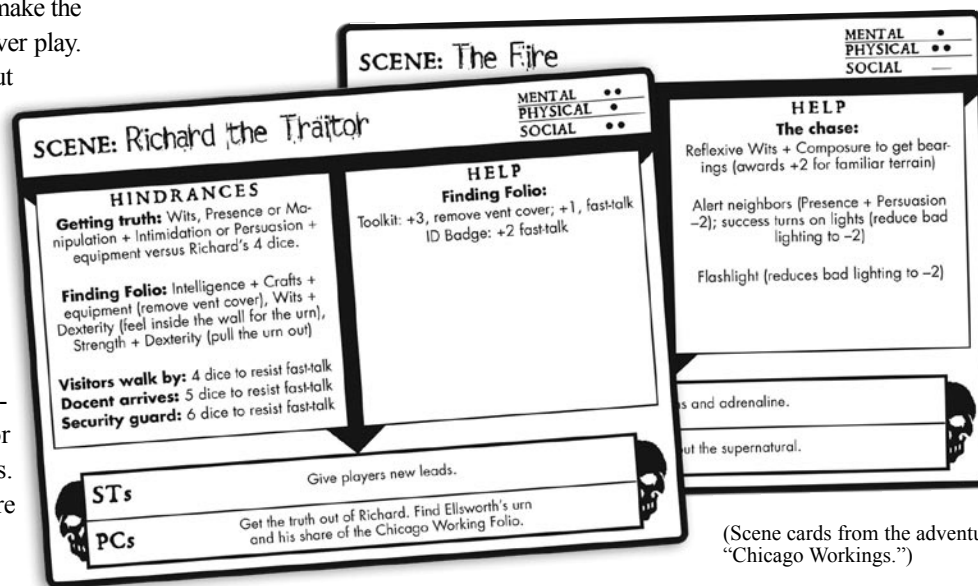 make the
ver play.
ut
or
s.
re
SCENE: The Fire
MENTAL •
PHYSICAL ••
SOCIAL —
HELP
The chase:
Reflexive Wits + Composure to get bear-
ings (awards +2 for familiar terrain)
Alert neighbors (Presence + Persuasion
–2); success turns on lights (reduce bad
lighting to –2)
Flashlight (reduces bad lighting to –2)
s and adrenaline.
ut the supernatural.
SCENE: Richard the Traitor
MENTAL ••
PHYSICAL •
SOCIAL ••
HINDRANCES
Getting truth: Wits, Presence or Ma-
nipulation + Intimidation or Persuasion +
equipment versus Richard's 4 dice.
Finding Folio: Intelligence + Crafts +
equipment (remove vent cover), Wits +
Dexterity (feel inside the wall for the urn),
Strength + Dexterity (pull the urn out)
Visitors walk by: 4 dice to resist fast-talk
Docent arrives: 5 dice to resist fast-talk
Security guard: 6 dice to resist fast-talk
HELP
Finding Folio:
Toolkit: +3, remove vent cover; +1, fast-talk
ID Badge: +2 fast-talk
STs
Give players new leads.
PCs
Get the truth out of Richard. Find Ellsworth's urn
and his share of the Chicago Working Folio.
(Scene cards from the adventu
"Chicago Workings.")